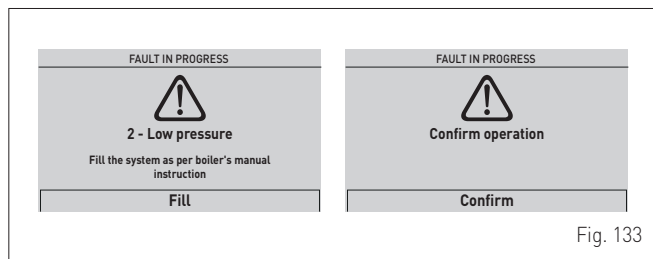 FAULT IN PROGRESS
2 - Low pressure
Fill the system as per boiler's manual
instruction
Fill
FAULT IN PROGRESS
Confirm operation
Confirm
Fig. 133